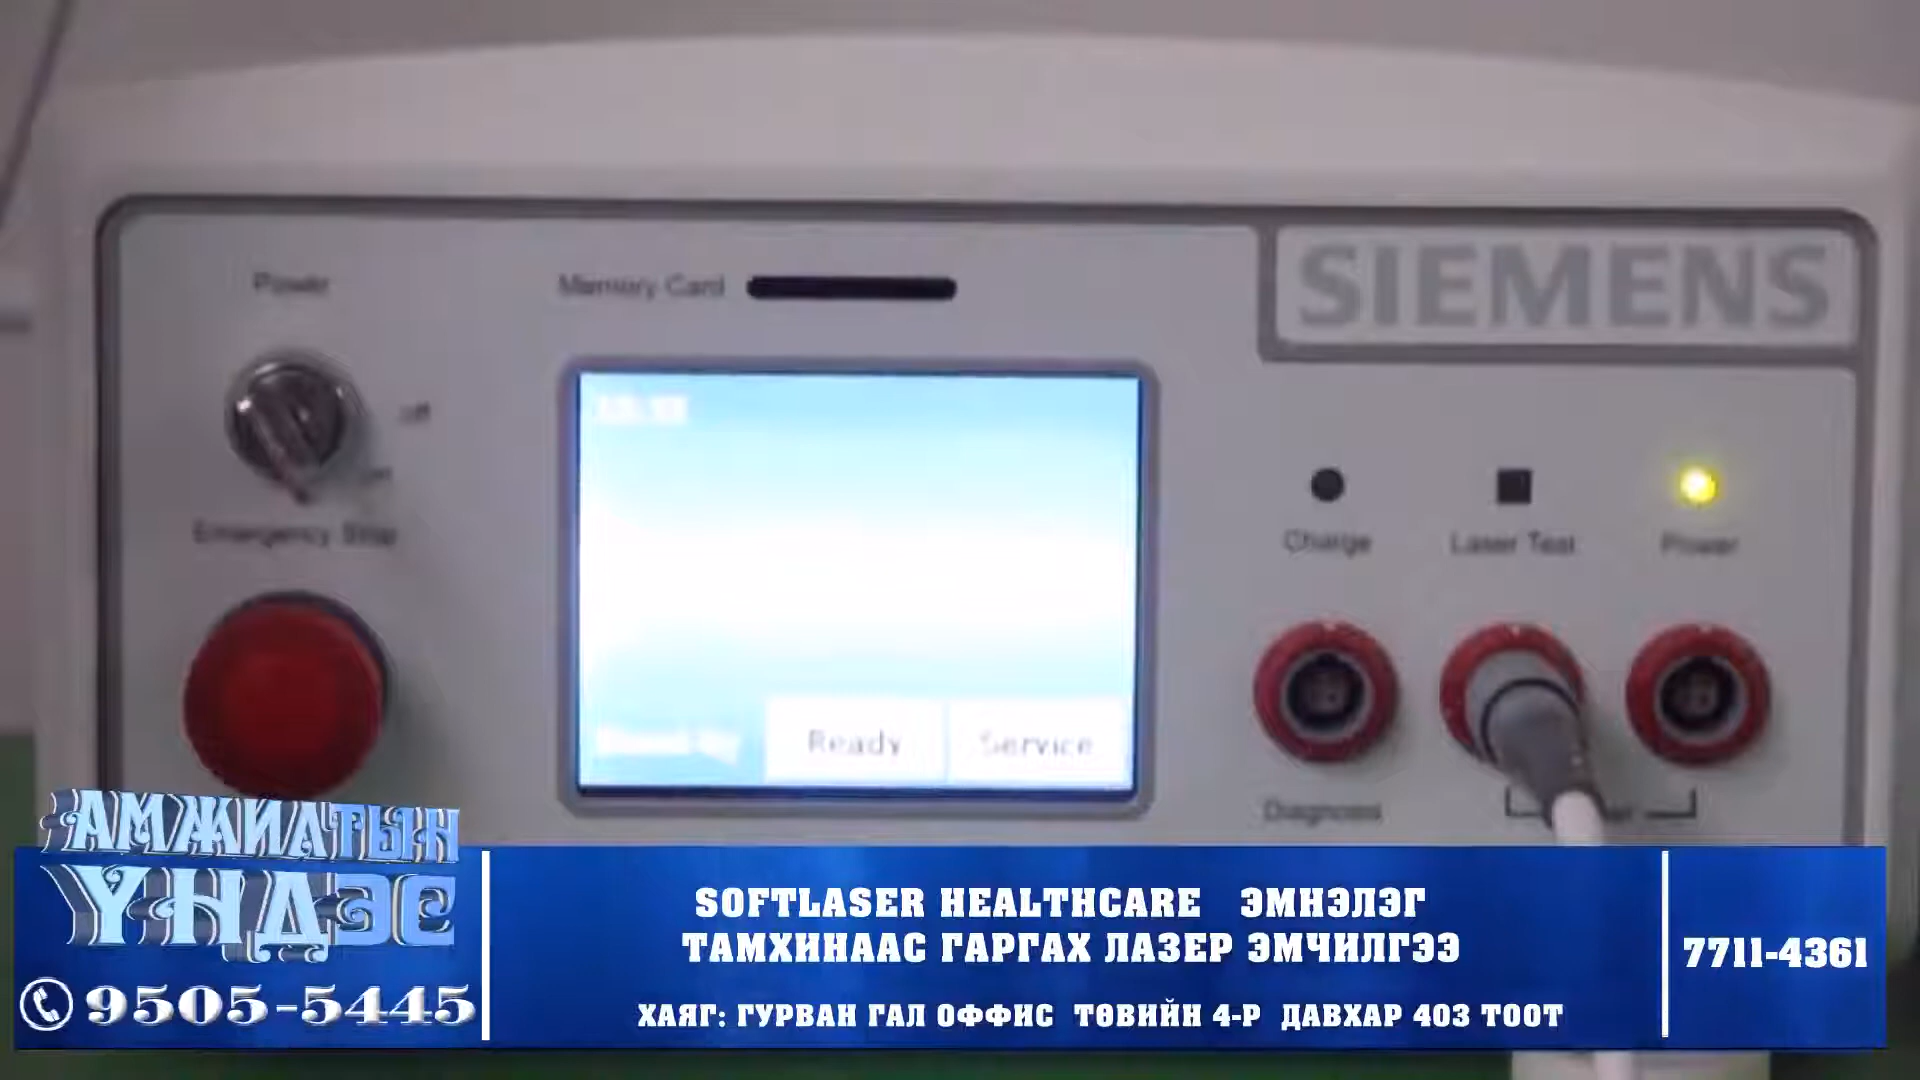 Power
Memory Card
SIEMENS
off
on
Emergency Stop
Charge
Laser Test
Power
Ready
Service
Diagnosis
АМЖИЛТЫН
ҮНДЭС
9505-5445
SOFTLASER HEALTHCARE ЭМНЭЛЭГ
ТАМХИНААС ГАРГАХ ЛАЗЕР ЭМЧИЛГЭЭ
ХАЯГ: ГУРВАН ГАЛ ОФФИС ТӨВИЙН 4-Р ДАВХАР 403 ТООТ
7711-4361